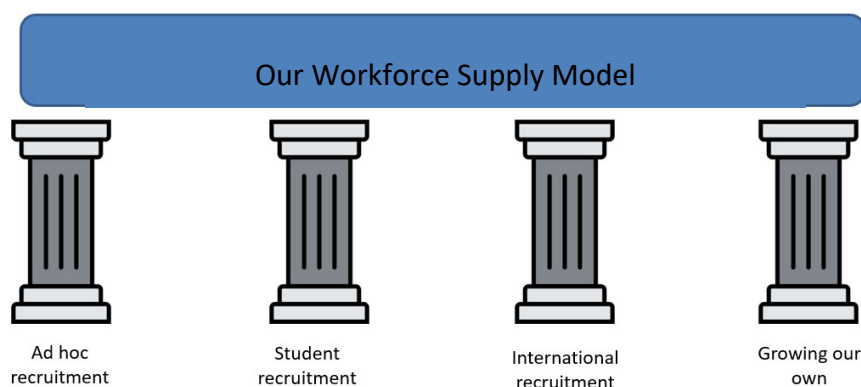 Our Workforce Supply Model
Ad hoc
recruitment
Student
recruitment
International
recruitment
Growing our
own